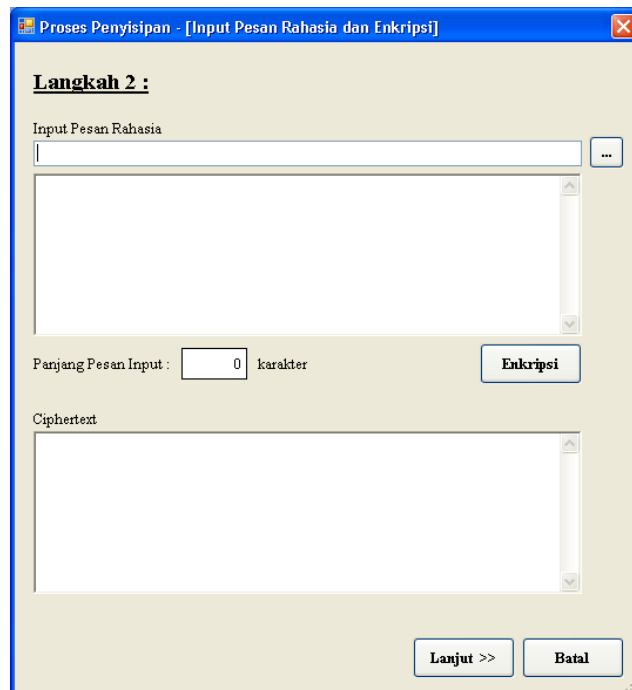 Proses Penyisipan - [Input Pesan Rahasia dan Enkripsi]
Langkah 2 :
Input Pesan Rahasia
...
Panjang Pesan Input : 0 karakter Enkripsi
Ciphertext
Lanjut >> Batal